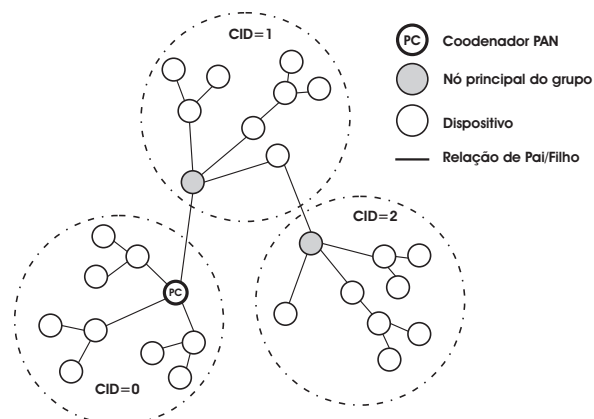 CID=1
PC Coodenador PAN
Nó principal do grupo
Dispositivo
Relação de Pai/Filho
CID=2
PC
CID=0